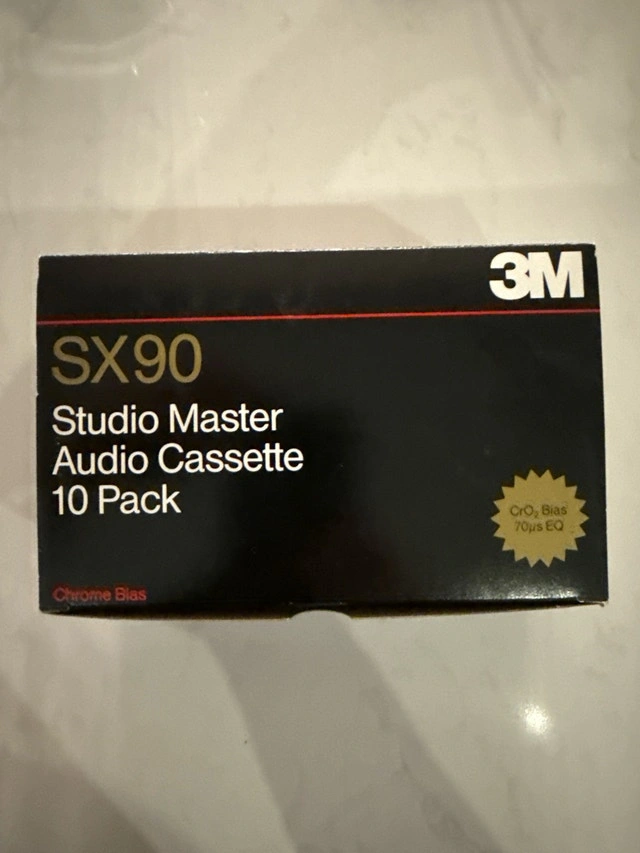 3M
SX90
Studio Master
Audio Cassette
10 Pack
CrO₂ Bias
70µs EQ
Chrome Bias